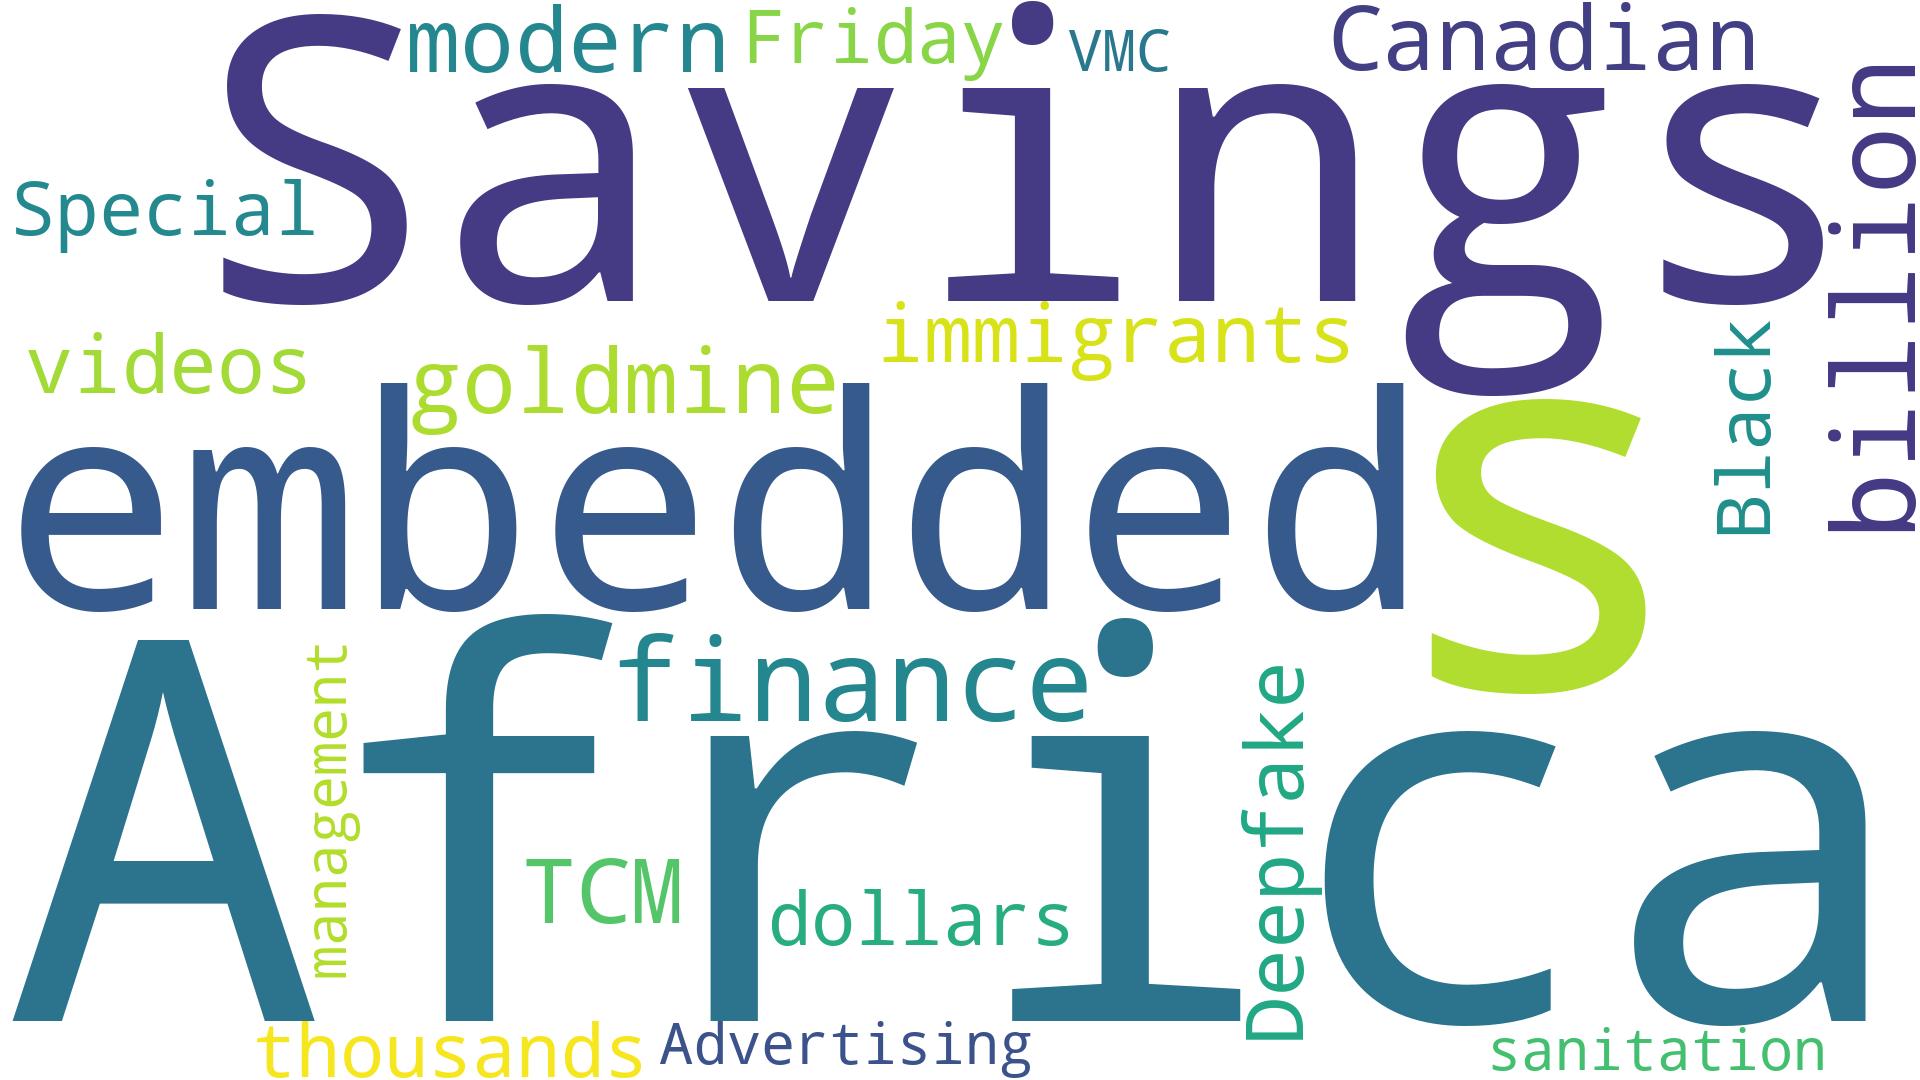 modern
Friday
VMC
Canadian
Savings
billion
Special
immigrants
videos
goldmine
Black
embedded
S
finance
Africa
management
Deepfake
TCM
dollars
thousands
Advertising
sanitation